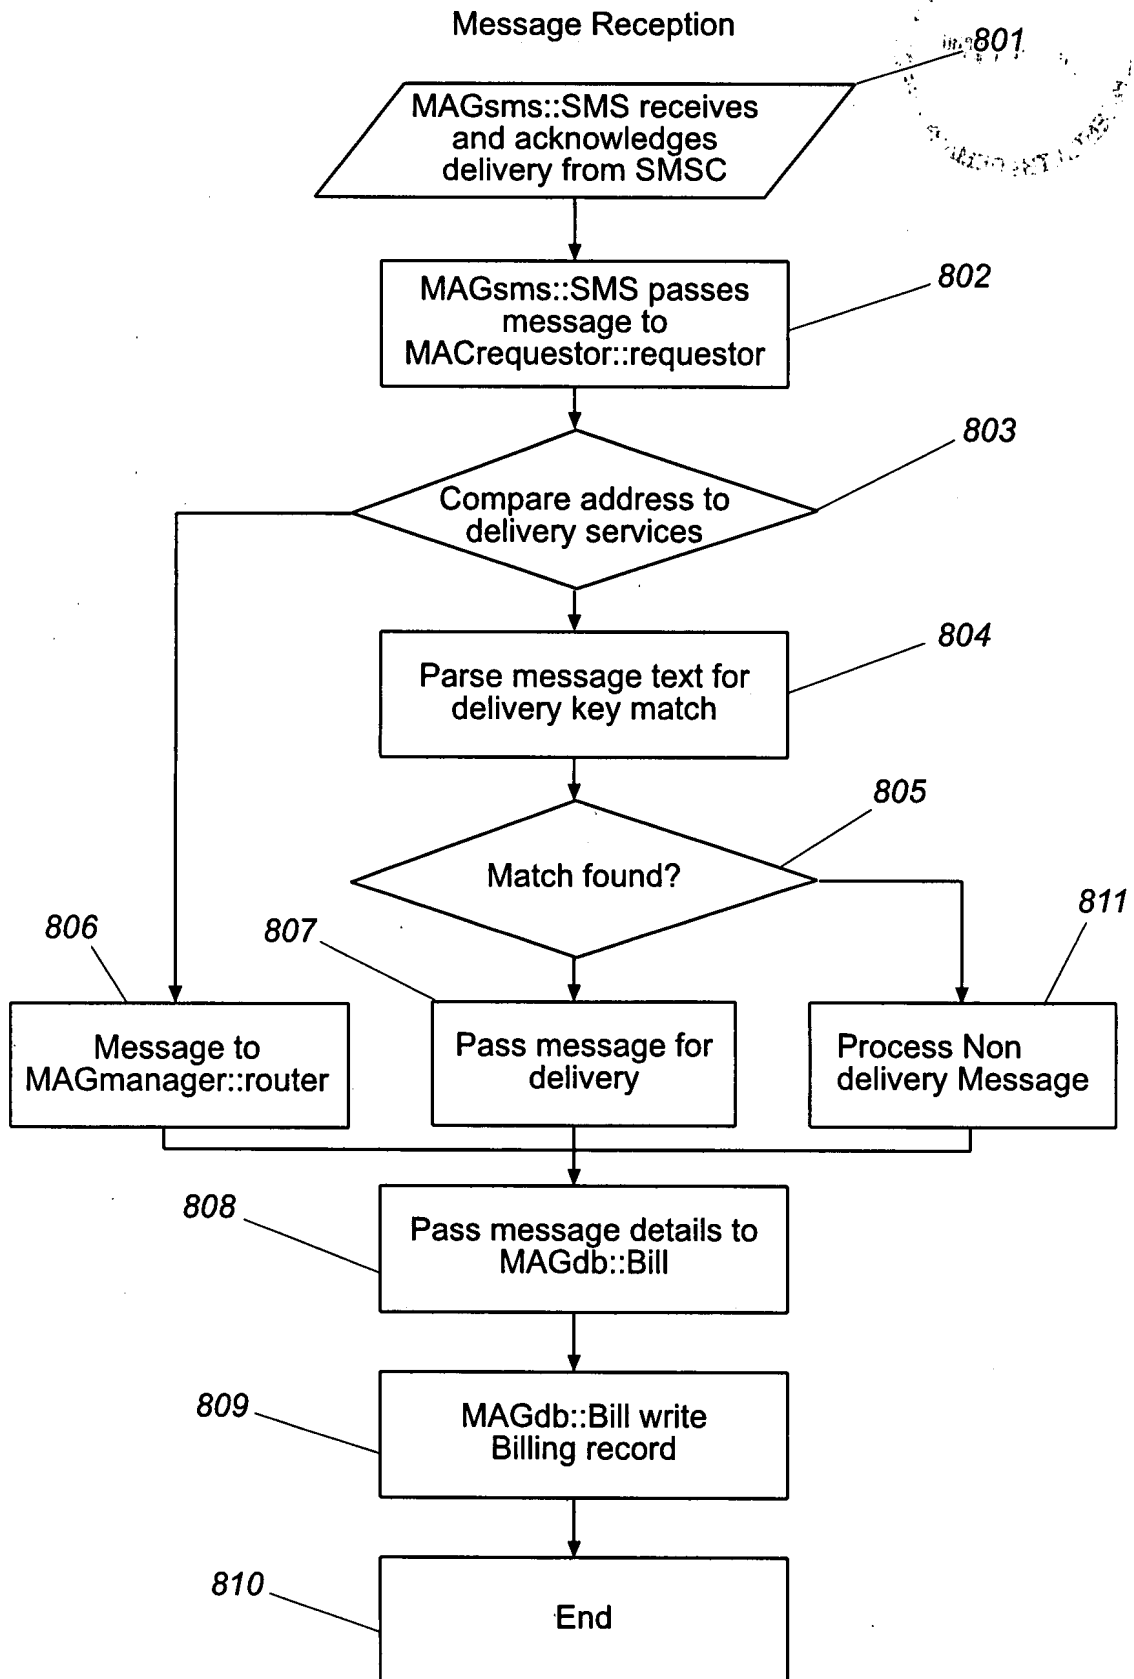 Message Reception
801
MAGsms::SMS receives
and acknowledges
delivery from SMSC
802
MAGsms::SMS passes
message to
MACrequestor::requestor
803
Compare address to
delivery services
804
Parse message text for
delivery key match
805
Match found?
806
807
811
Message to
MAGmanager::router
Pass message for
delivery
Process Non
delivery Message
808
Pass message details to
MAGdb::Bill
809
MAGdb::Bill write
Billing record
810
End